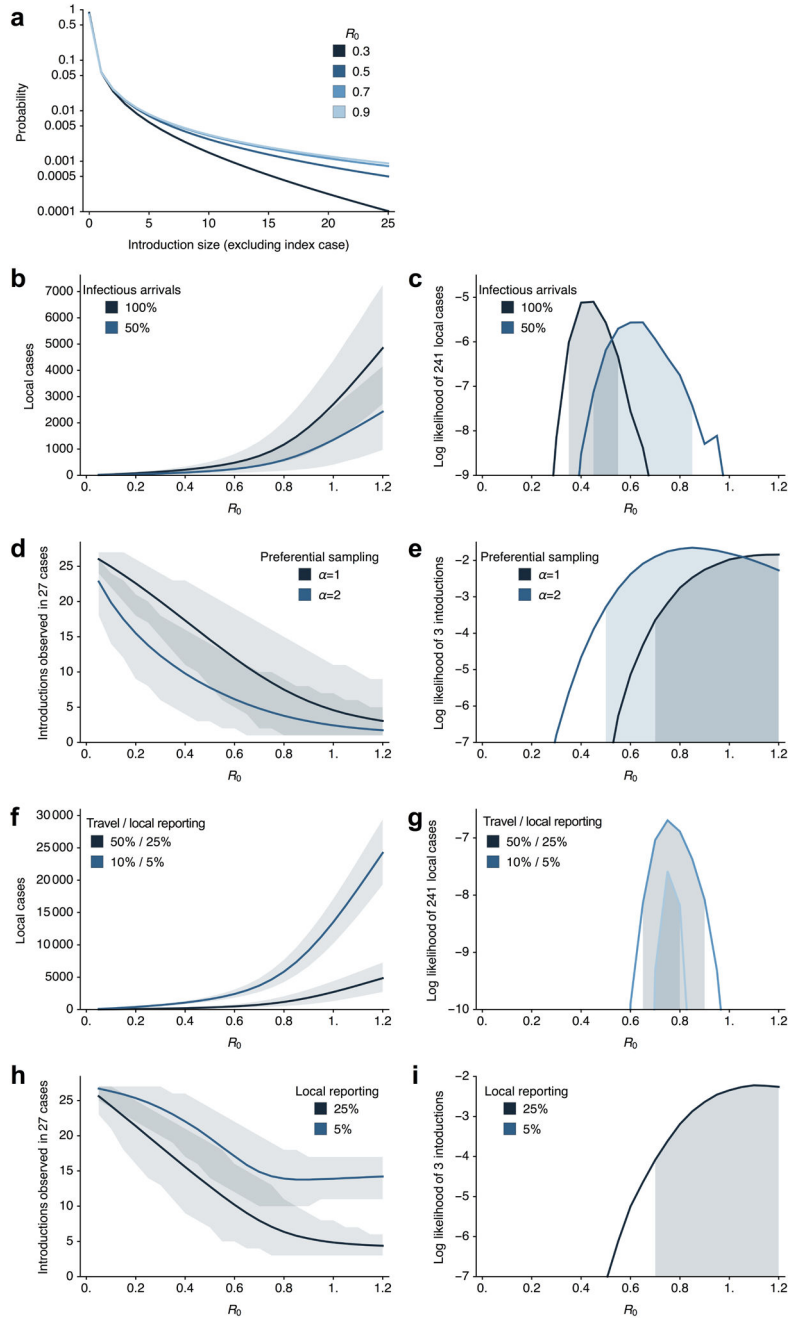 a
1
0.5
0.1
0.05
0.01
0.005
0.001
0.0005
0.0001
Probability
R0
0.3
0.5
0.7
0.9
0 5 10 15 20 25
Introduction size (excluding index case)
b
Infectious arrivals
100%
50%
7000
6000
5000
4000
3000
2000
1000
0
Local cases
0. 0.2 0.4 0.6 0.8 1. 1.2
R0
c
Infectious arrivals
100%
50%
−5
−6
−7
−8
−9
Log likelihood of 241 local cases
0. 0.2 0.4 0.6 0.8 1. 1.2
R0
d
Preferential sampling
α=1
α=2
25
20
15
10
5
0
Introductions observed in 27 cases
0. 0.2 0.4 0.6 0.8 1. 1.2
R0
e
Preferential sampling
α=1
α=2
−2
−3
−4
−5
−6
−7
Log likelihood of 3 intoductions
0. 0.2 0.4 0.6 0.8 1. 1.2
R0
f
Travel / local reporting
50% / 25%
10% / 5%
30 000
25 000
20 000
15 000
10 000
5000
0
Local cases
0. 0.2 0.4 0.6 0.8 1. 1.2
R0
g
Travel / local reporting
50% / 25%
10% / 5%
−7
−8
−9
−10
Log likelihood of 241 local cases
0. 0.2 0.4 0.6 0.8 1. 1.2
R0
h
Local reporting
25%
5%
25
20
15
10
5
0
Introductions observed in 27 cases
0. 0.2 0.4 0.6 0.8 1. 1.2
R0
i
Local reporting
25%
5%
−2
−3
−4
−5
−6
−7
Log likelihood of 3 intoductions
0. 0.2 0.4 0.6 0.8 1. 1.2
R0